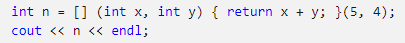 int n = [] (int x, int y) { return x + y; }(5, 4);
cout << n << endl;